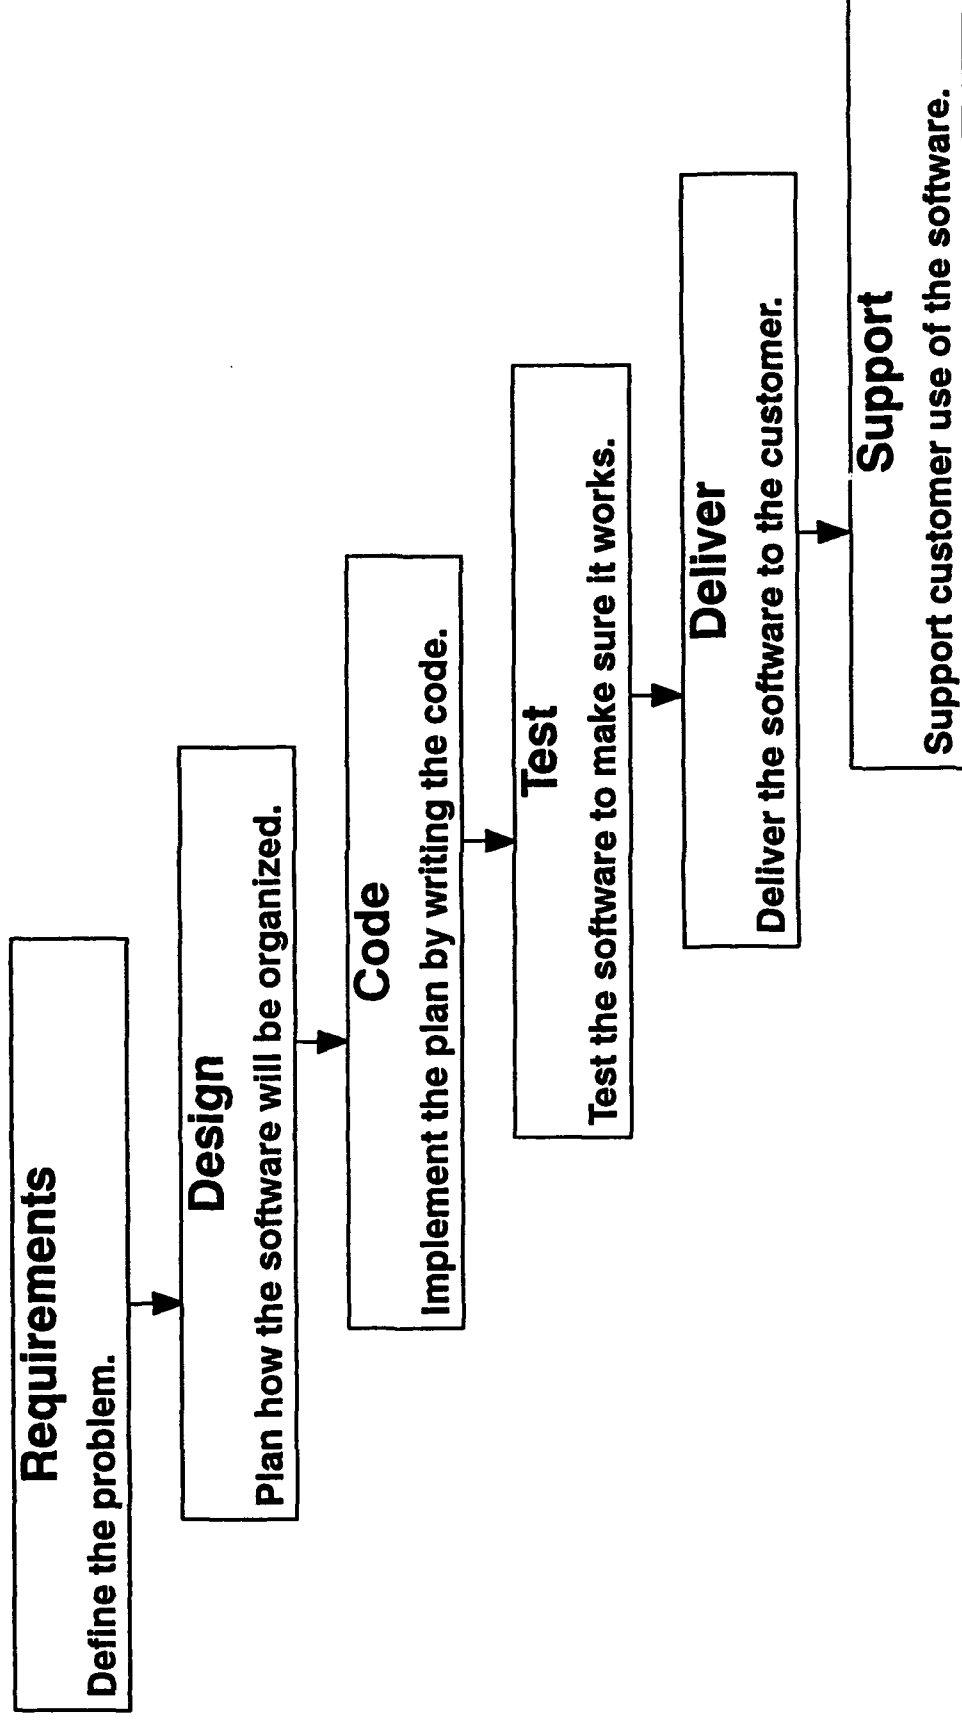 Requirements
Define the problem.
Design
Plan how the software will be organized.
Code
Implement the plan by writing the code.
Test
Test the software to make sure it works.
Deliver
Deliver the software to the customer.
Support
Support customer use of the software.